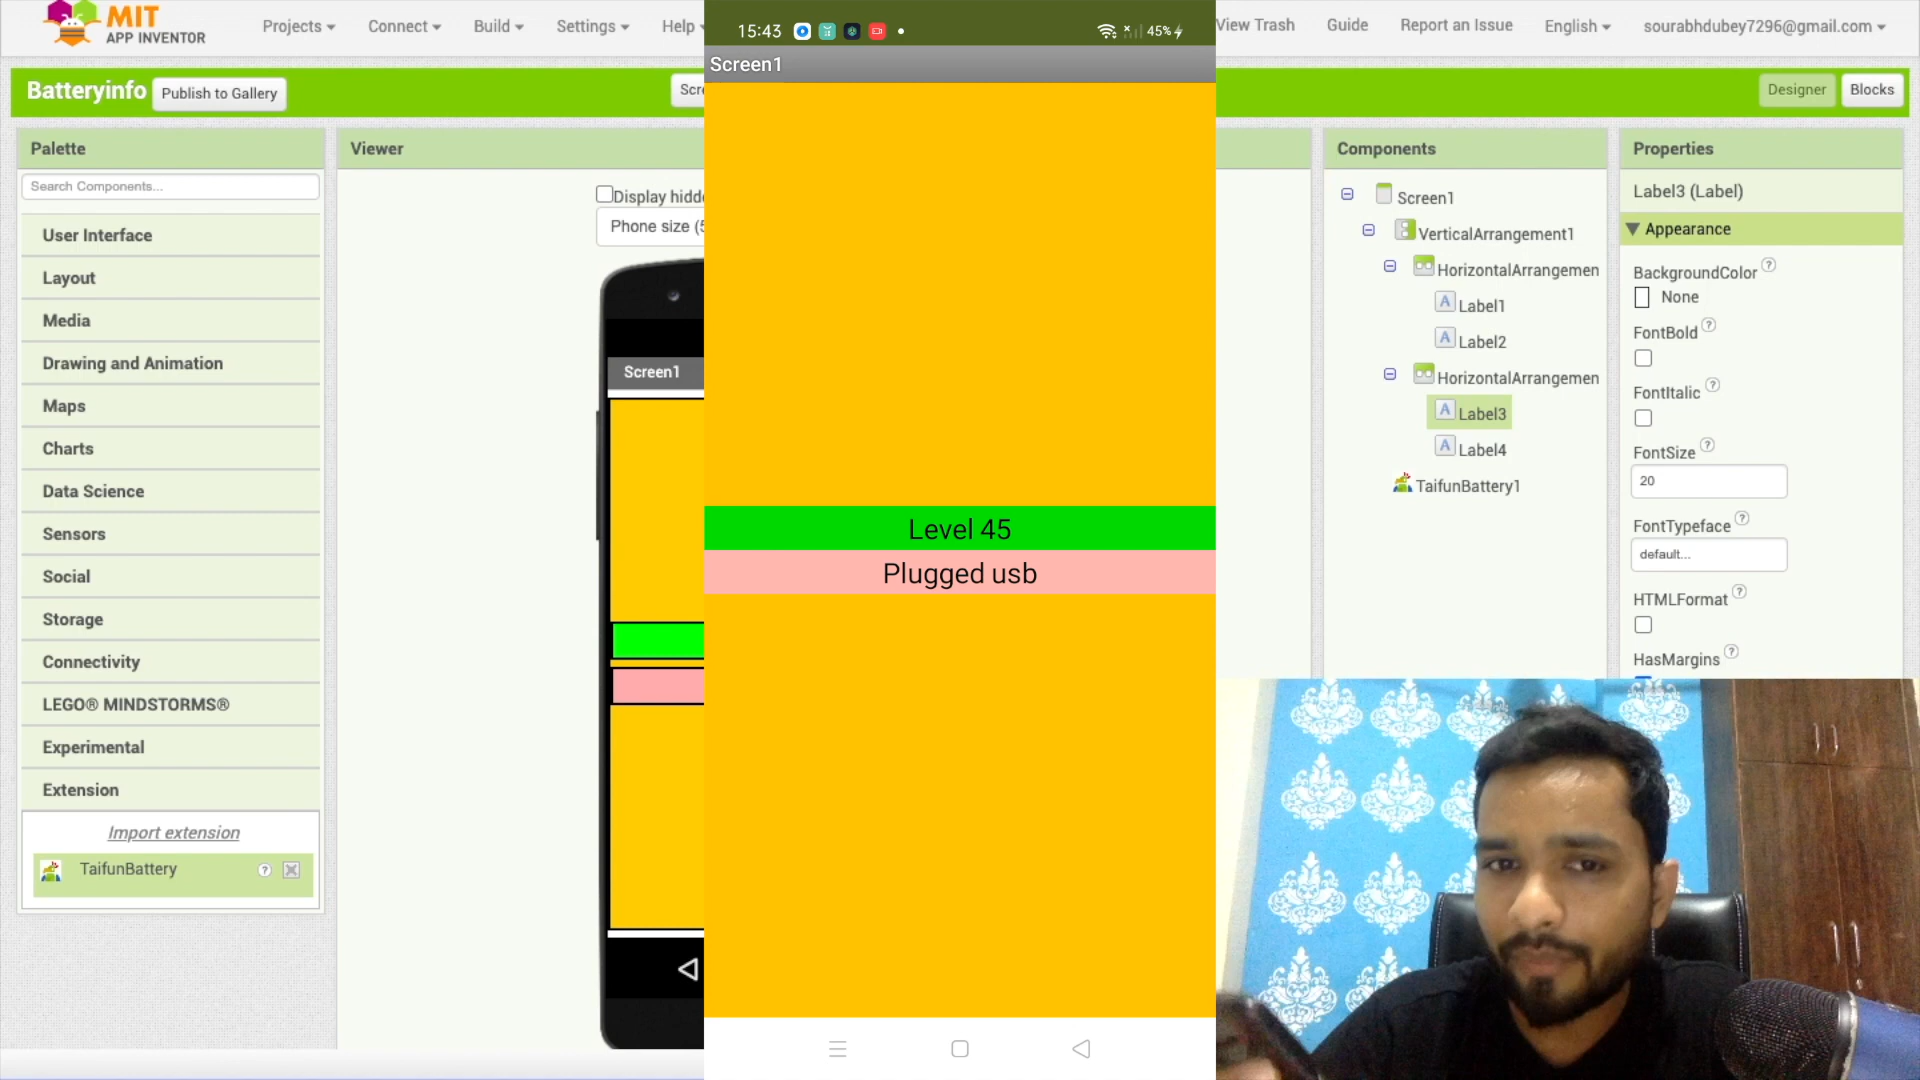 MIT
APP INVENTOR
Projects
Connect
Build
Settings
Help
View Trash
Guide
Report an Issue
English
sourabhdubey7296@gmail.com
Batteryinfo
Publish to Gallery
Scre
Designer
Blocks
Palette
Search Components...
User Interface
Layout
Media
Drawing and Animation
Maps
Charts
Data Science
Sensors
Social
Storage
Connectivity
LEGO® MINDSTORMS®
Experimental
Extension
Import extension
TaifunBattery
?
Viewer
Display hidd
Phone size (5
Screen1
15:43
45%
Screen1
Level 45
Plugged usb
Components
Screen1
VerticalArrangement1
HorizontalArrangemen
A Label1
A Label2
HorizontalArrangemen
A Label3
A Label4
TaifunBattery1
Properties
Label3 (Label)
Appearance
BackgroundColor ?
None
FontBold ?
FontItalic ?
FontSize ?
20
FontTypeface ?
default...
HTMLFormat ?
HasMargins ?